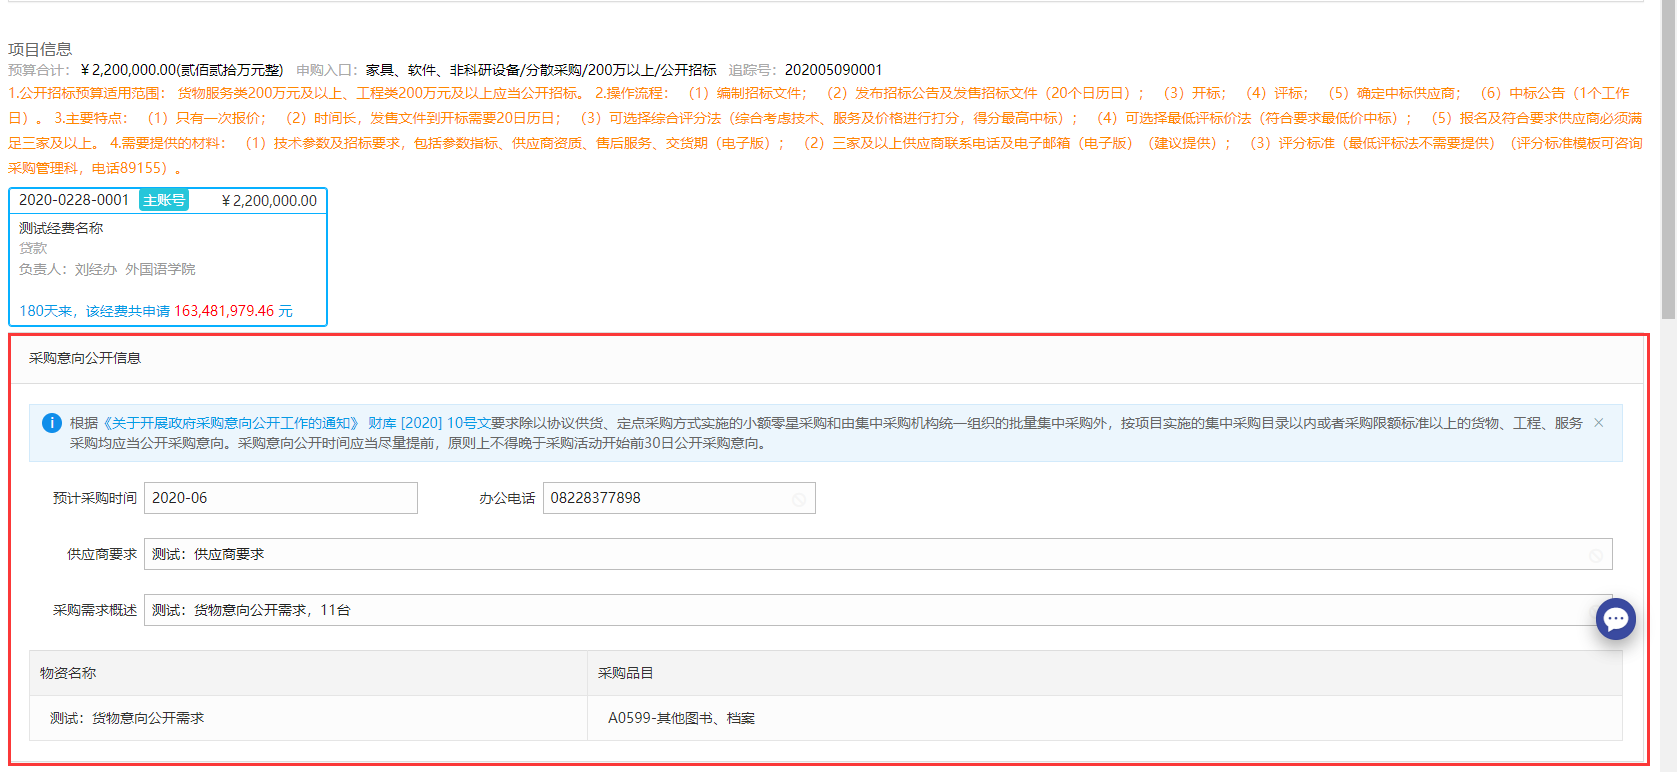 项目信息
预算合计：￥2,200,000.00(贰佰贰拾万元整) 申购入口：家具、软件、非科研设备/分散采购/200万以上/公开招标 追踪号：202005090001
1.公开招标预算适用范围： 货物服务类200万元及以上、工程类200万元及以上应当公开招标。 2.操作流程： （1）编制招标文件； （2）发布招标公告及发售招标文件（20个日历日）； （3）开标； （4）评标； （5）确定中标供应商； （6）中标公告（1个工作
日）。 3.主要特点： （1）只有一次报价； （2）时间长，发售文件到开标需要20日历日； （3）可选择综合评分法（综合考虑技术、服务及价格进行打分，得分最高中标）； （4）可选择最低评标价法（符合要求最低价中标）； （5）报名及符合要求供应商必须满
足三家及以上。 4.需要提供的材料： （1）技术参数及招标要求，包括参数指标、供应商资质、售后服务、交货期（电子版）； （2）三家及以上供应商联系电话及电子邮箱（电子版）（建议提供）； （3）评分标准（最低评标法不需要提供）（评分标准模板可咨询
采购管理科，电话89155）。
2020-0228-0001 主账号 ￥2,200,000.00
测试经费名称
贷款
负责人：刘经办 外国语学院
180天来，该经费共申请 163,481,979.46 元
采购意向公开信息
根据《关于开展政府采购意向公开工作的通知》 财库 [2020] 10号文要求除以协议供货、定点采购方式实施的小额零星采购和由集中采购机构统一组织的批量集中采购外，按项目实施的集中采购目录以内或者采购限额标准以上的货物、工程、服务
采购均应当公开采购意向。采购意向公开时间应当尽量提前，原则上不得晚于采购活动开始前30日公开采购意向。
预计采购时间 2020-06 办公电话 08228377898
供应商要求 测试：供应商要求
采购需求概述 测试：货物意向公开需求，11台
物资名称 采购品目
测试：货物意向公开需求 A0599-其他图书、档案